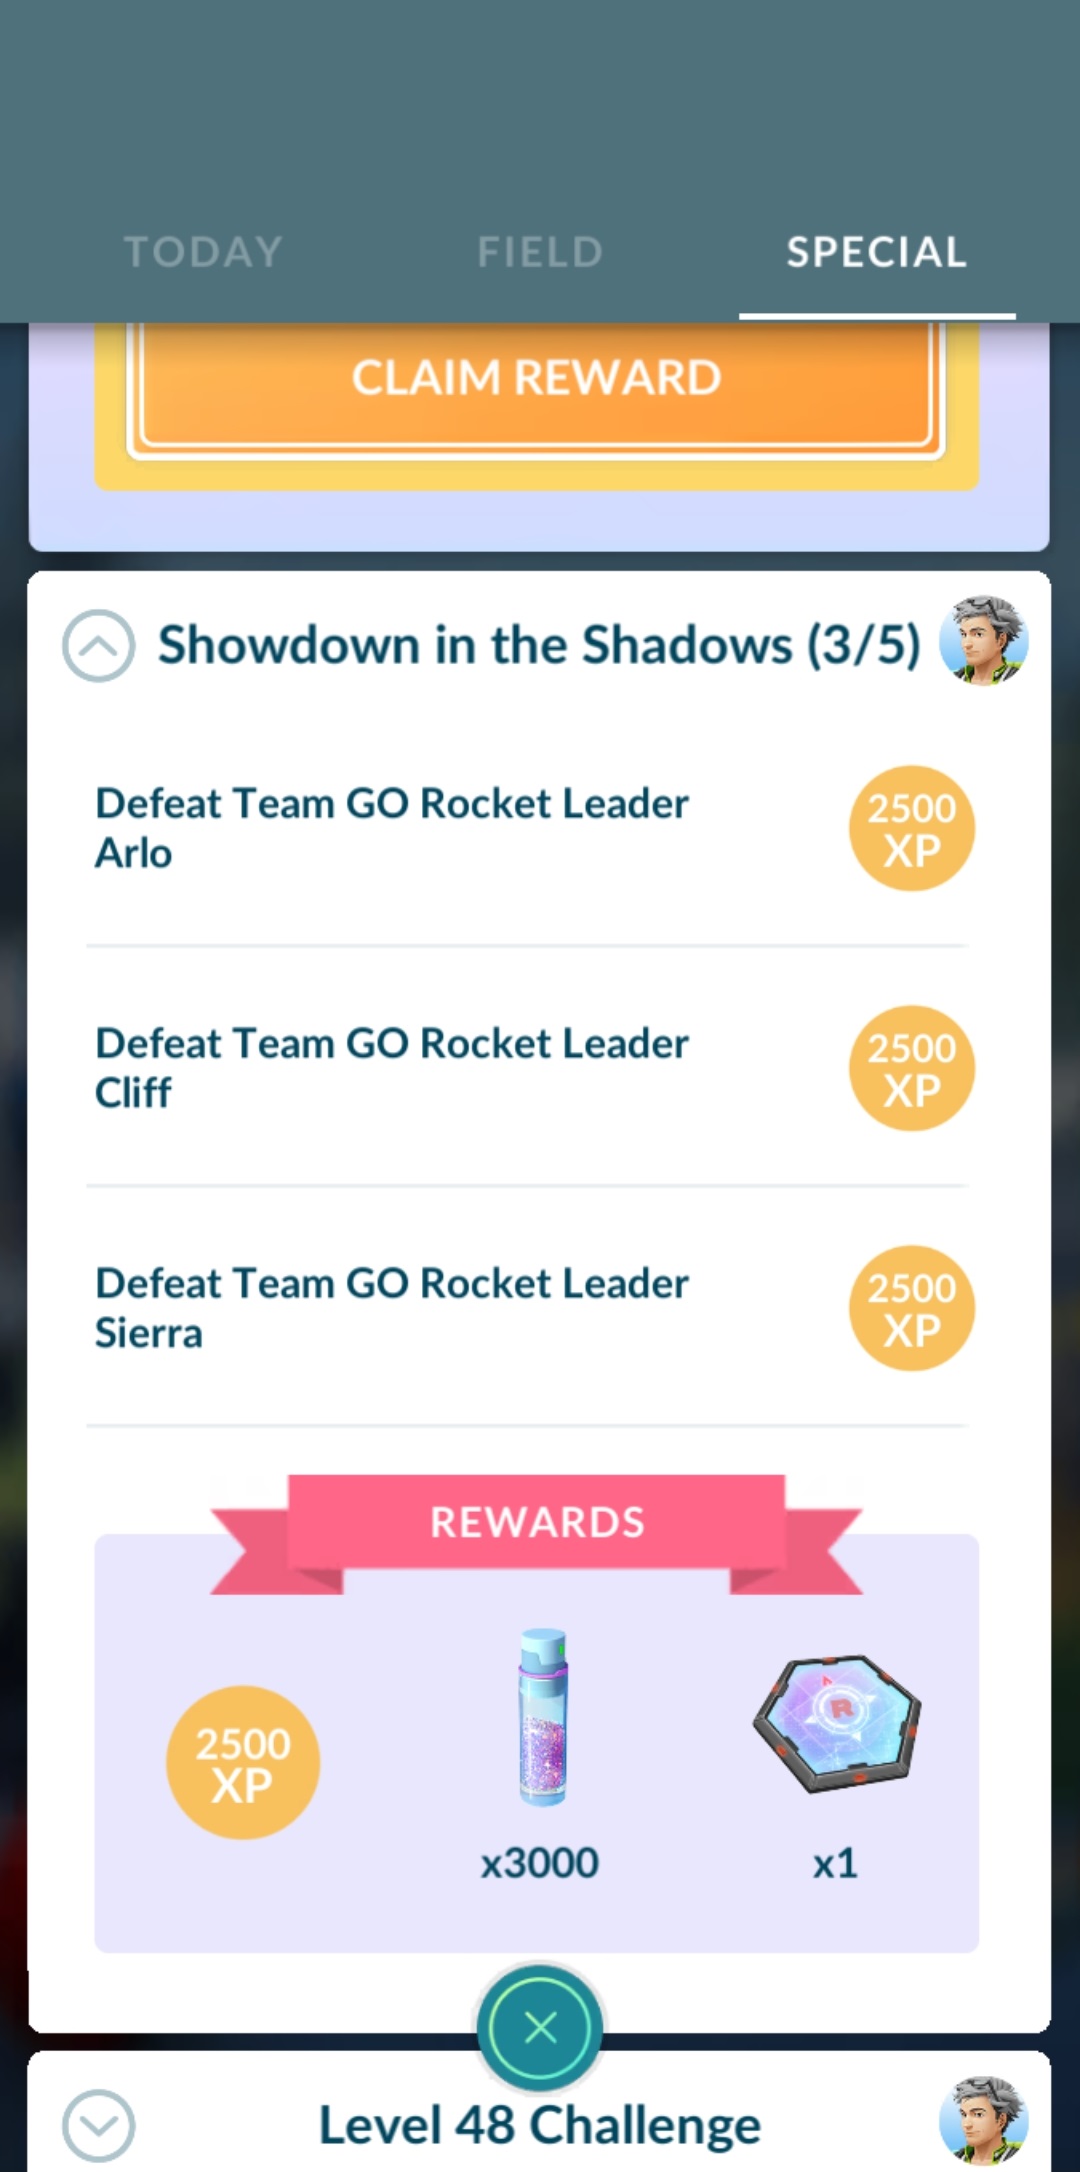 TODAY FIELD SPECIAL
CLAIM REWARD
Showdown in the Shadows (3/5)
Defeat Team GO Rocket Leader
Arlo
2500
XP
Defeat Team GO Rocket Leader
Cliff
2500
XP
Defeat Team GO Rocket Leader
Sierra
2500
XP
REWARDS
2500
XP
R
x3000
x1
Level 48 Challenge